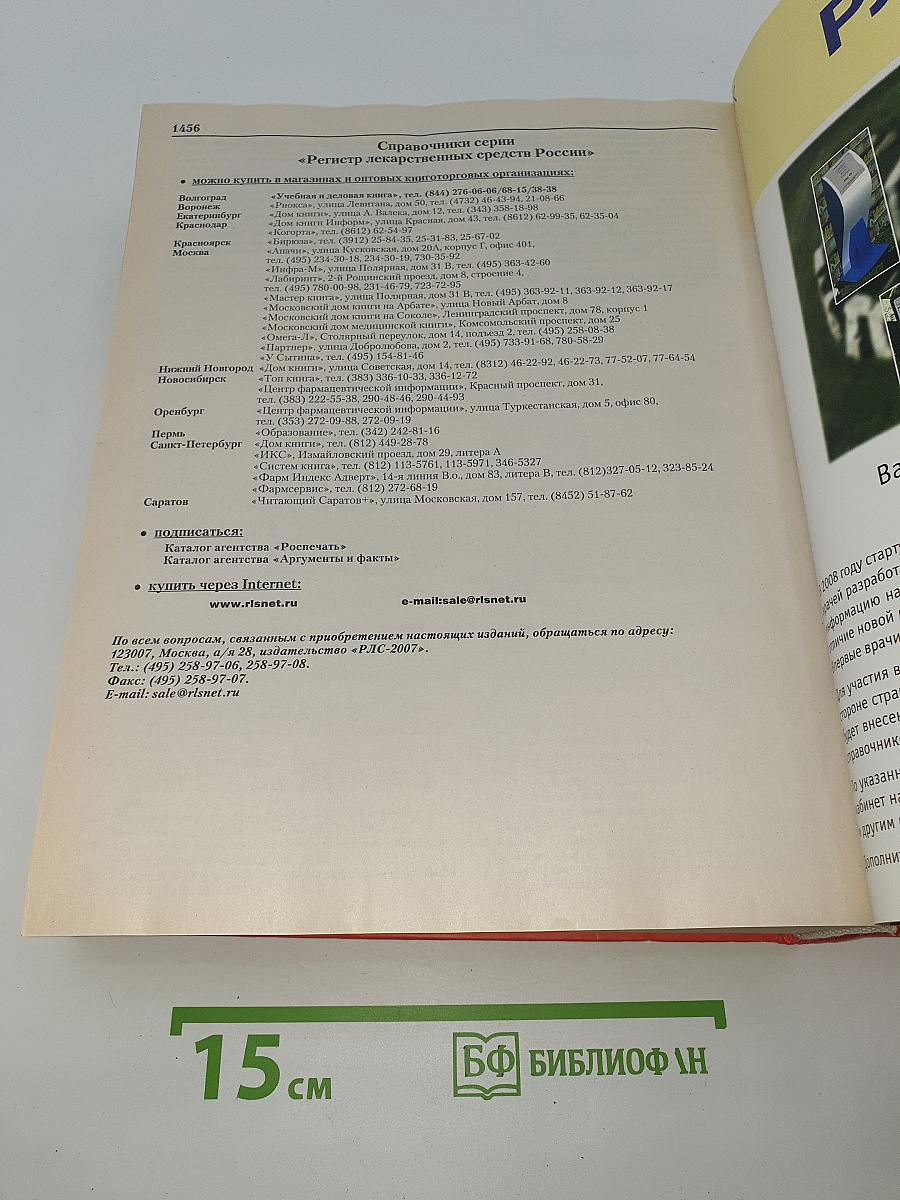 1456
Справочники серии
«Регистр лекарственных средств России»
• можно купить в магазинах и оптовых книготорговых организациях:
Волгоград «Учебная и деловая книга», тел. (844) 276-06-06/68-15/38-38
Воронеж «Риокса», улица Левитана, дом 50, тел. (4732) 46-43-94, 21-08-66
Екатеринбург «Дом книги», улица А. Валека, дом 12, тел. (343) 358-18-98
Краснодар «Дом книги Информ», улица Красная, дом 43, тел. (8612) 62-99-35, 62-35-04
«Когорта», тел. (8612) 62-54-97
Красноярск «Бирюза», тел. (3912) 25-84-35, 25-31-83, 25-67-02
Москва «Апачи», улица Кусковская, дом 20А, корпус Г, офис 401,
тел. (495) 234-30-18, 234-30-19, 730-35-92
«Инфра-М», улица Полярная, дом 31 В, тел. (495) 363-42-60
«Лабиринт», 2-й Рощинский проезд, дом 8, строение 4,
тел. (495) 780-00-98, 231-46-79, 723-72-95
«Мастер книга», улица Полярная, дом 31 В, тел. (495) 363-92-11, 363-92-12, 363-92-17
«Московский дом книги на Арбате», улица Новый Арбат, дом 8
«Московский дом книги на Соколе», Ленинградский проспект, дом 78, корпус 1
«Московский дом медицинской книги», Комсомольский проспект, дом 25
«Омега-Л», Столярный переулок, дом 14, подъезд 2, тел. (495) 258-08-38
«Партнер», улица Добролюбова, дом 2, тел. (495) 733-91-68, 780-58-29
«У Сытина», тел. (495) 154-81-46
Нижний Новгород «Дом книги», улица Советская, дом 14, тел. (8312) 46-22-92, 46-22-73, 77-52-07, 77-64-54
Новосибирск «Топ книга», тел. (383) 336-10-33, 336-12-72
«Центр фармацевтической информации», Красный проспект, дом 31,
тел. (383) 222-55-38, 290-48-46, 290-44-93
Оренбург «Центр фармацевтической информации», улица Туркестанская, дом 5, офис 80,
тел. (353) 272-09-88, 272-09-19
Пермь «Образование», тел. (342) 242-81-16
Санкт-Петербург «Дом книги», тел. (812) 449-28-78
«ИКС», Измайловский проезд, дом 29, литера А
«Систем книга», тел. (812) 113-5761, 113-5971, 346-5327
«Фарм Индекс Адверт», 14-я линия В.о., дом 83, литера В, тел. (812)327-05-12, 323-85-24
«Фармсервис», тел. (812) 272-68-19
Саратов «Читающий Саратов+», улица Московская, дом 157, тел. (8452) 51-87-62
• подписаться:
Каталог агентства «Роспечать»
Каталог агентства «Аргументы и факты»
• купить через Internet:
www.rlsnet.ru e-mail:sale@rlsnet.ru
По всем вопросам, связанным с приобретением настоящих изданий, обращаться по адресу:
123007, Москва, а/я 28, издательство «РЛС-2007».
Тел.: (495) 258-97-06, 258-97-08.
Факс: (495) 258-97-07.
E-mail: sale@rlsnet.ru
Ва
2008 году старт
разработ
на
новой
врачи
участия в
стороне стра
внесен
указанн
на
другим
15 см
БФ БИБЛИОФ\Н